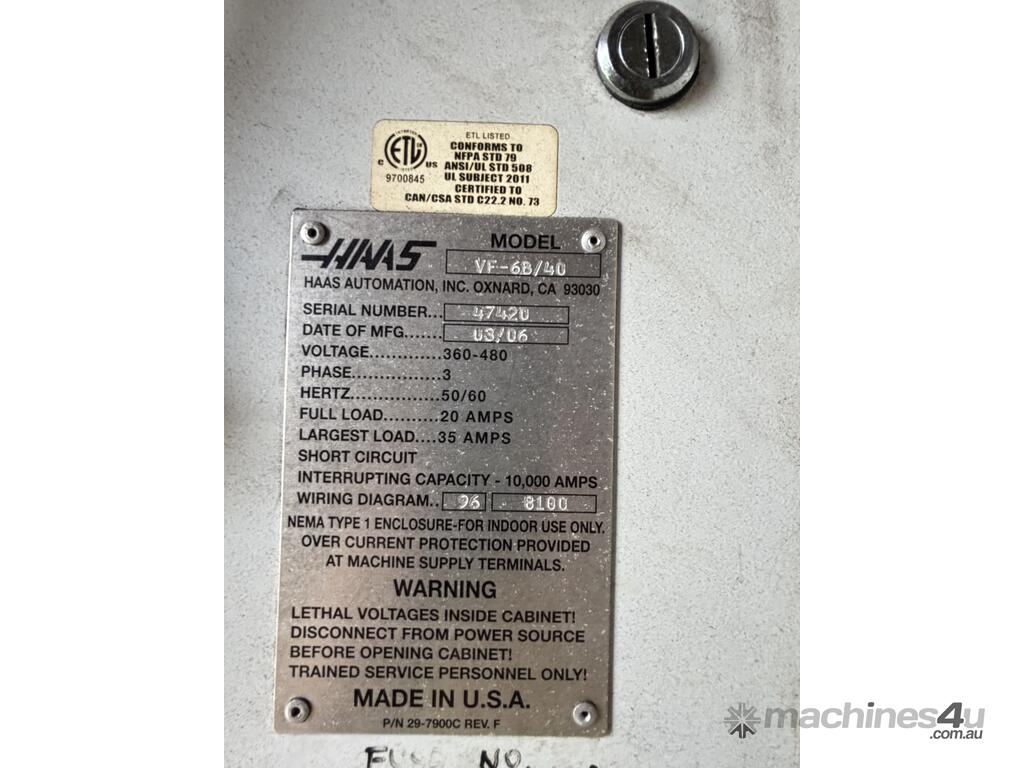 ETL LISTED
CONFORMS TO
NFPA STD 79
ANSI/UL STD 508
UL SUBJECT 2011
CERTIFIED TO
CAN/CSA STD C22.2 NO. 73
C ETL US
9700845
HAAS
MODEL
VF-6B/40
HAAS AUTOMATION, INC. OXNARD, CA 93030
SERIAL NUMBER... 47420
DATE OF MFG....... 03/06
VOLTAGE............360-480
PHASE...............3
HERTZ...............50/60
FULL LOAD..........20 AMPS
LARGEST LOAD....35 AMPS
SHORT CIRCUIT
INTERRUPTING CAPACITY - 10,000 AMPS
WIRING DIAGRAM.. 96 8100
NEMA TYPE 1 ENCLOSURE-FOR INDOOR USE ONLY.
OVER CURRENT PROTECTION PROVIDED
AT MACHINE SUPPLY TERMINALS.
WARNING
LETHAL VOLTAGES INSIDE CABINET!
DISCONNECT FROM POWER SOURCE
BEFORE OPENING CABINET!
TRAINED SERVICE PERSONNEL ONLY!
MADE IN U.S.A.
P/N 29-7900C REV. F
NO.
machines4u
.com.au